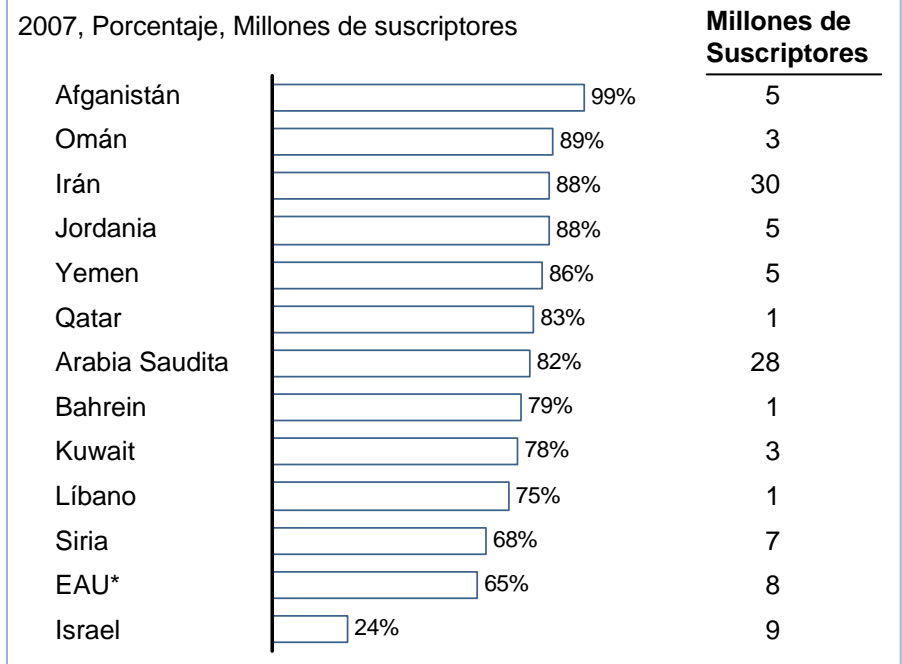 2007, Porcentaje, Millones de suscriptores
Millones de
Suscriptores
Afganistán 99% 5
Omán 89% 3
Irán 88% 30
Jordania 88% 5
Yemen 86% 5
Qatar 83% 1
Arabia Saudita 82% 28
Bahrein 79% 1
Kuwait 78% 3
Líbano 75% 1
Siria 68% 7
EAU* 65% 8
Israel 24% 9